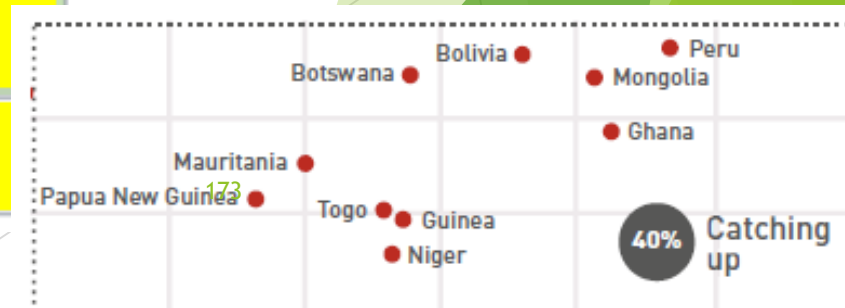 Peru
Bolivia
Botswana
Mongolia
Ghana
Mauritania
Papua New Guinea
173
Togo
Guinea
40%
Catching
up
Niger